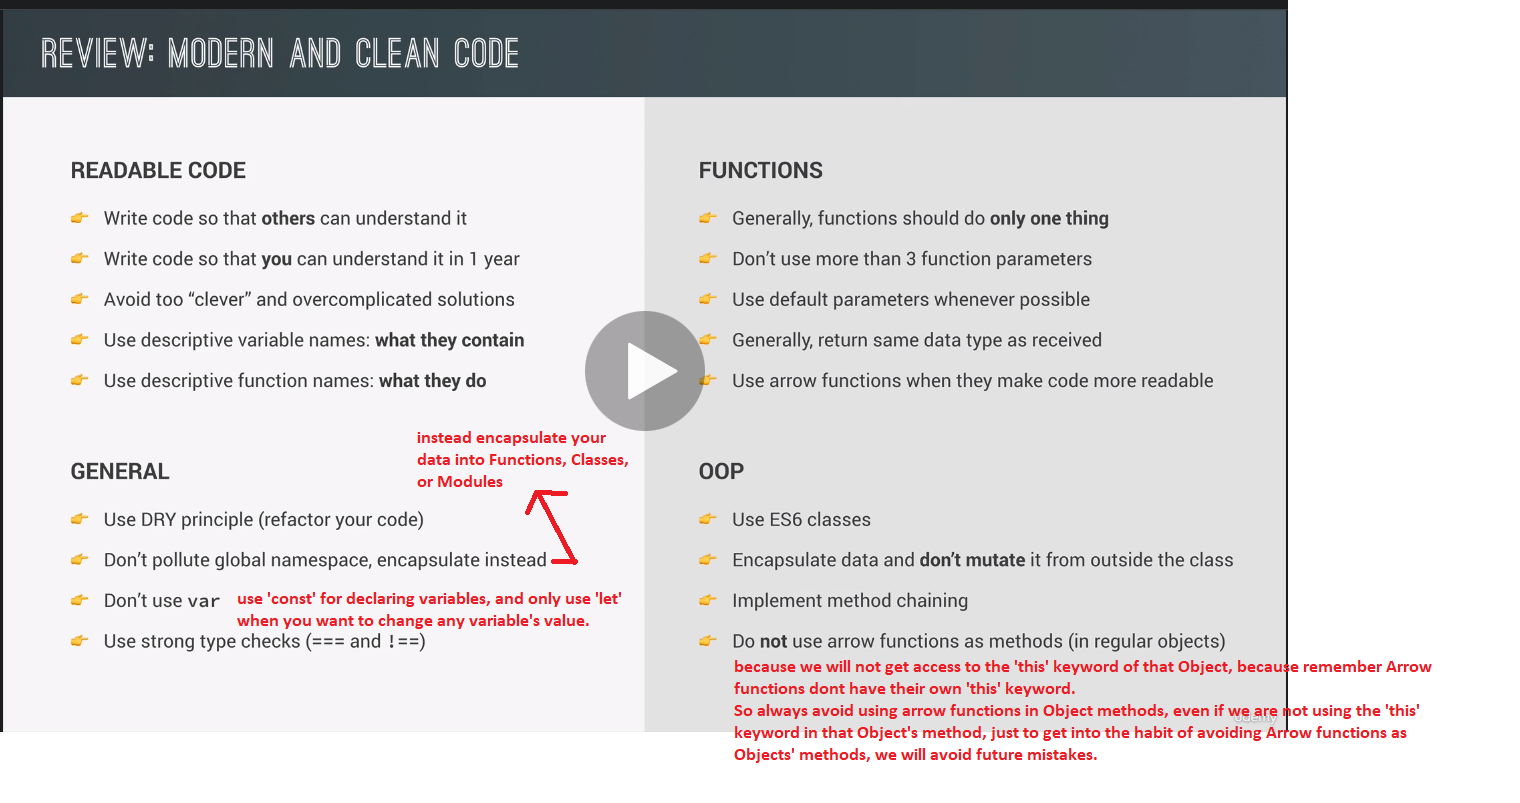 REVIEW: MODERN AND CLEAN CODE
READABLE CODE
Write code so that others can understand it
Write code so that you can understand it in 1 year
Avoid too “clever” and overcomplicated solutions
Use descriptive variable names: what they contain
Use descriptive function names: what they do
FUNCTIONS
Generally, functions should do only one thing
Don’t use more than 3 function parameters
Use default parameters whenever possible
Generally, return same data type as received
Use arrow functions when they make code more readable
instead encapsulate your
data into Functions, Classes,
or Modules
GENERAL
Use DRY principle (refactor your code)
Don’t pollute global namespace, encapsulate instead
Don’t use var
use 'const' for declaring variables, and only use 'let'
when you want to change any variable's value.
Use strong type checks (=== and !==)
OOP
Use ES6 classes
Encapsulate data and don’t mutate it from outside the class
Implement method chaining
Do not use arrow functions as methods (in regular objects)
because we will not get access to the 'this' keyword of that Object, because remember Arrow
functions dont have their own 'this' keyword.
So always avoid using arrow functions in Object methods, even if we are not using the 'this'
keyword in that Object's method, just to get into the habit of avoiding Arrow functions as
Objects' methods, we will avoid future mistakes.
udemy